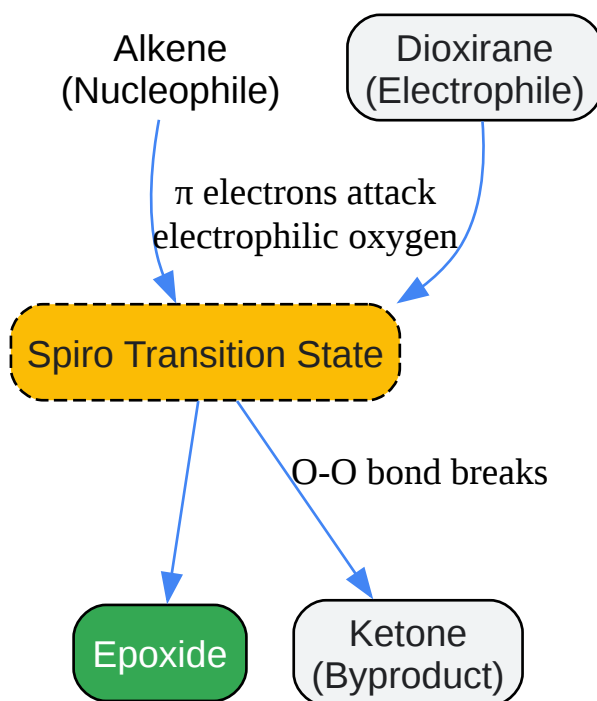 Alkene
(Nucleophile)
Dioxirane
(Electrophile)
π electrons attack
electrophilic oxygen
Spiro Transition State
O-O bond breaks
Epoxide
Ketone
(Byproduct)